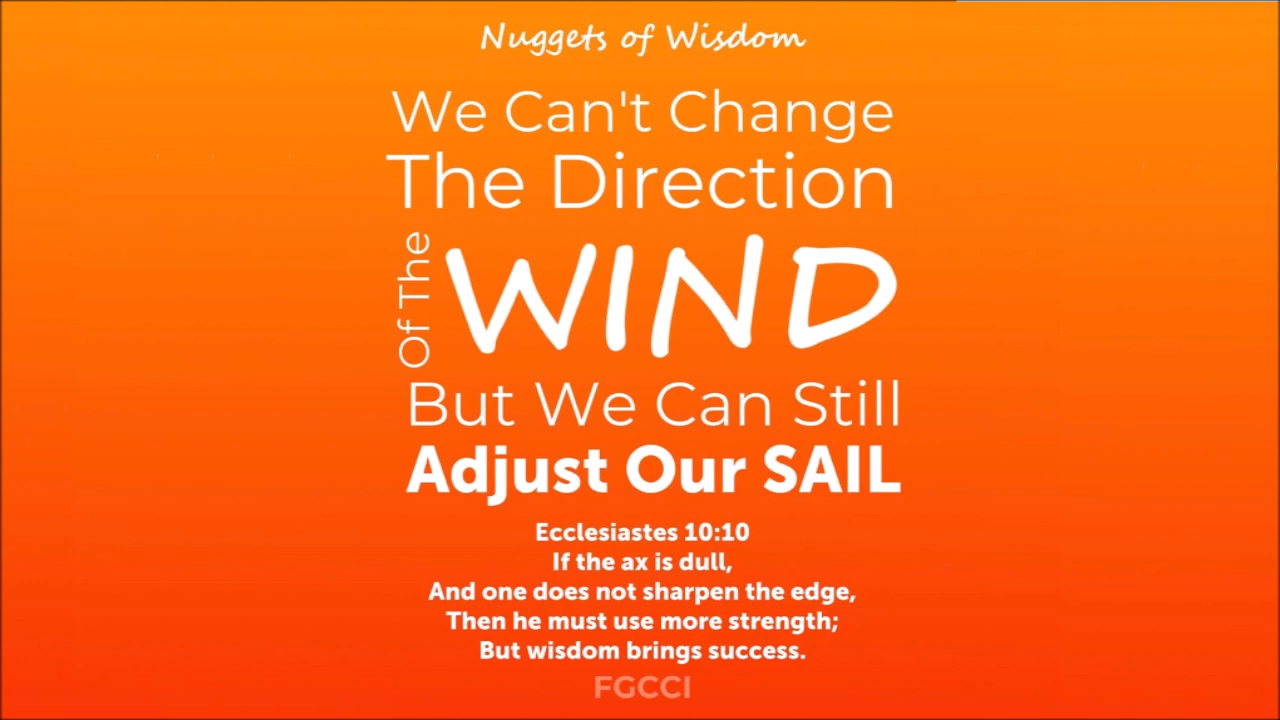 Nuggets of Wisdom
We Can't Change
The Direction
Of The WIND
But We Can Still
Adjust Our SAIL
Ecclesiastes 10:10
If the ax is dull,
And one does not sharpen the edge,
Then he must use more strength;
But wisdom brings success.
FGCCI